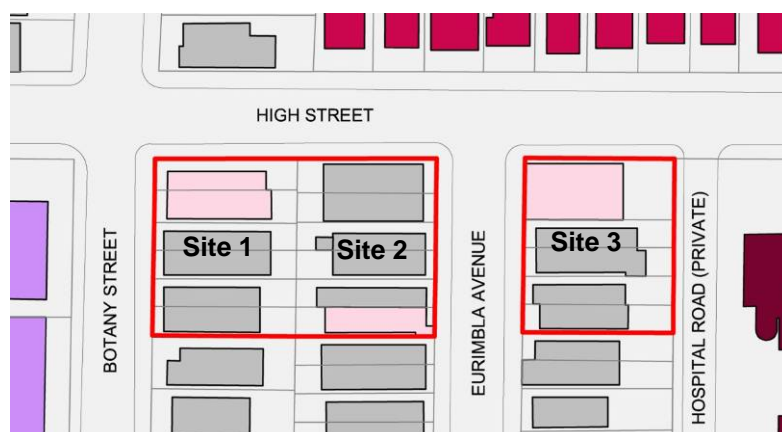 HIGH STREET
Site 1
Site 2
Site 3
BOTANY STREET
EURIMBLA AVENUE
HOSPITAL ROAD (PRIVATE)